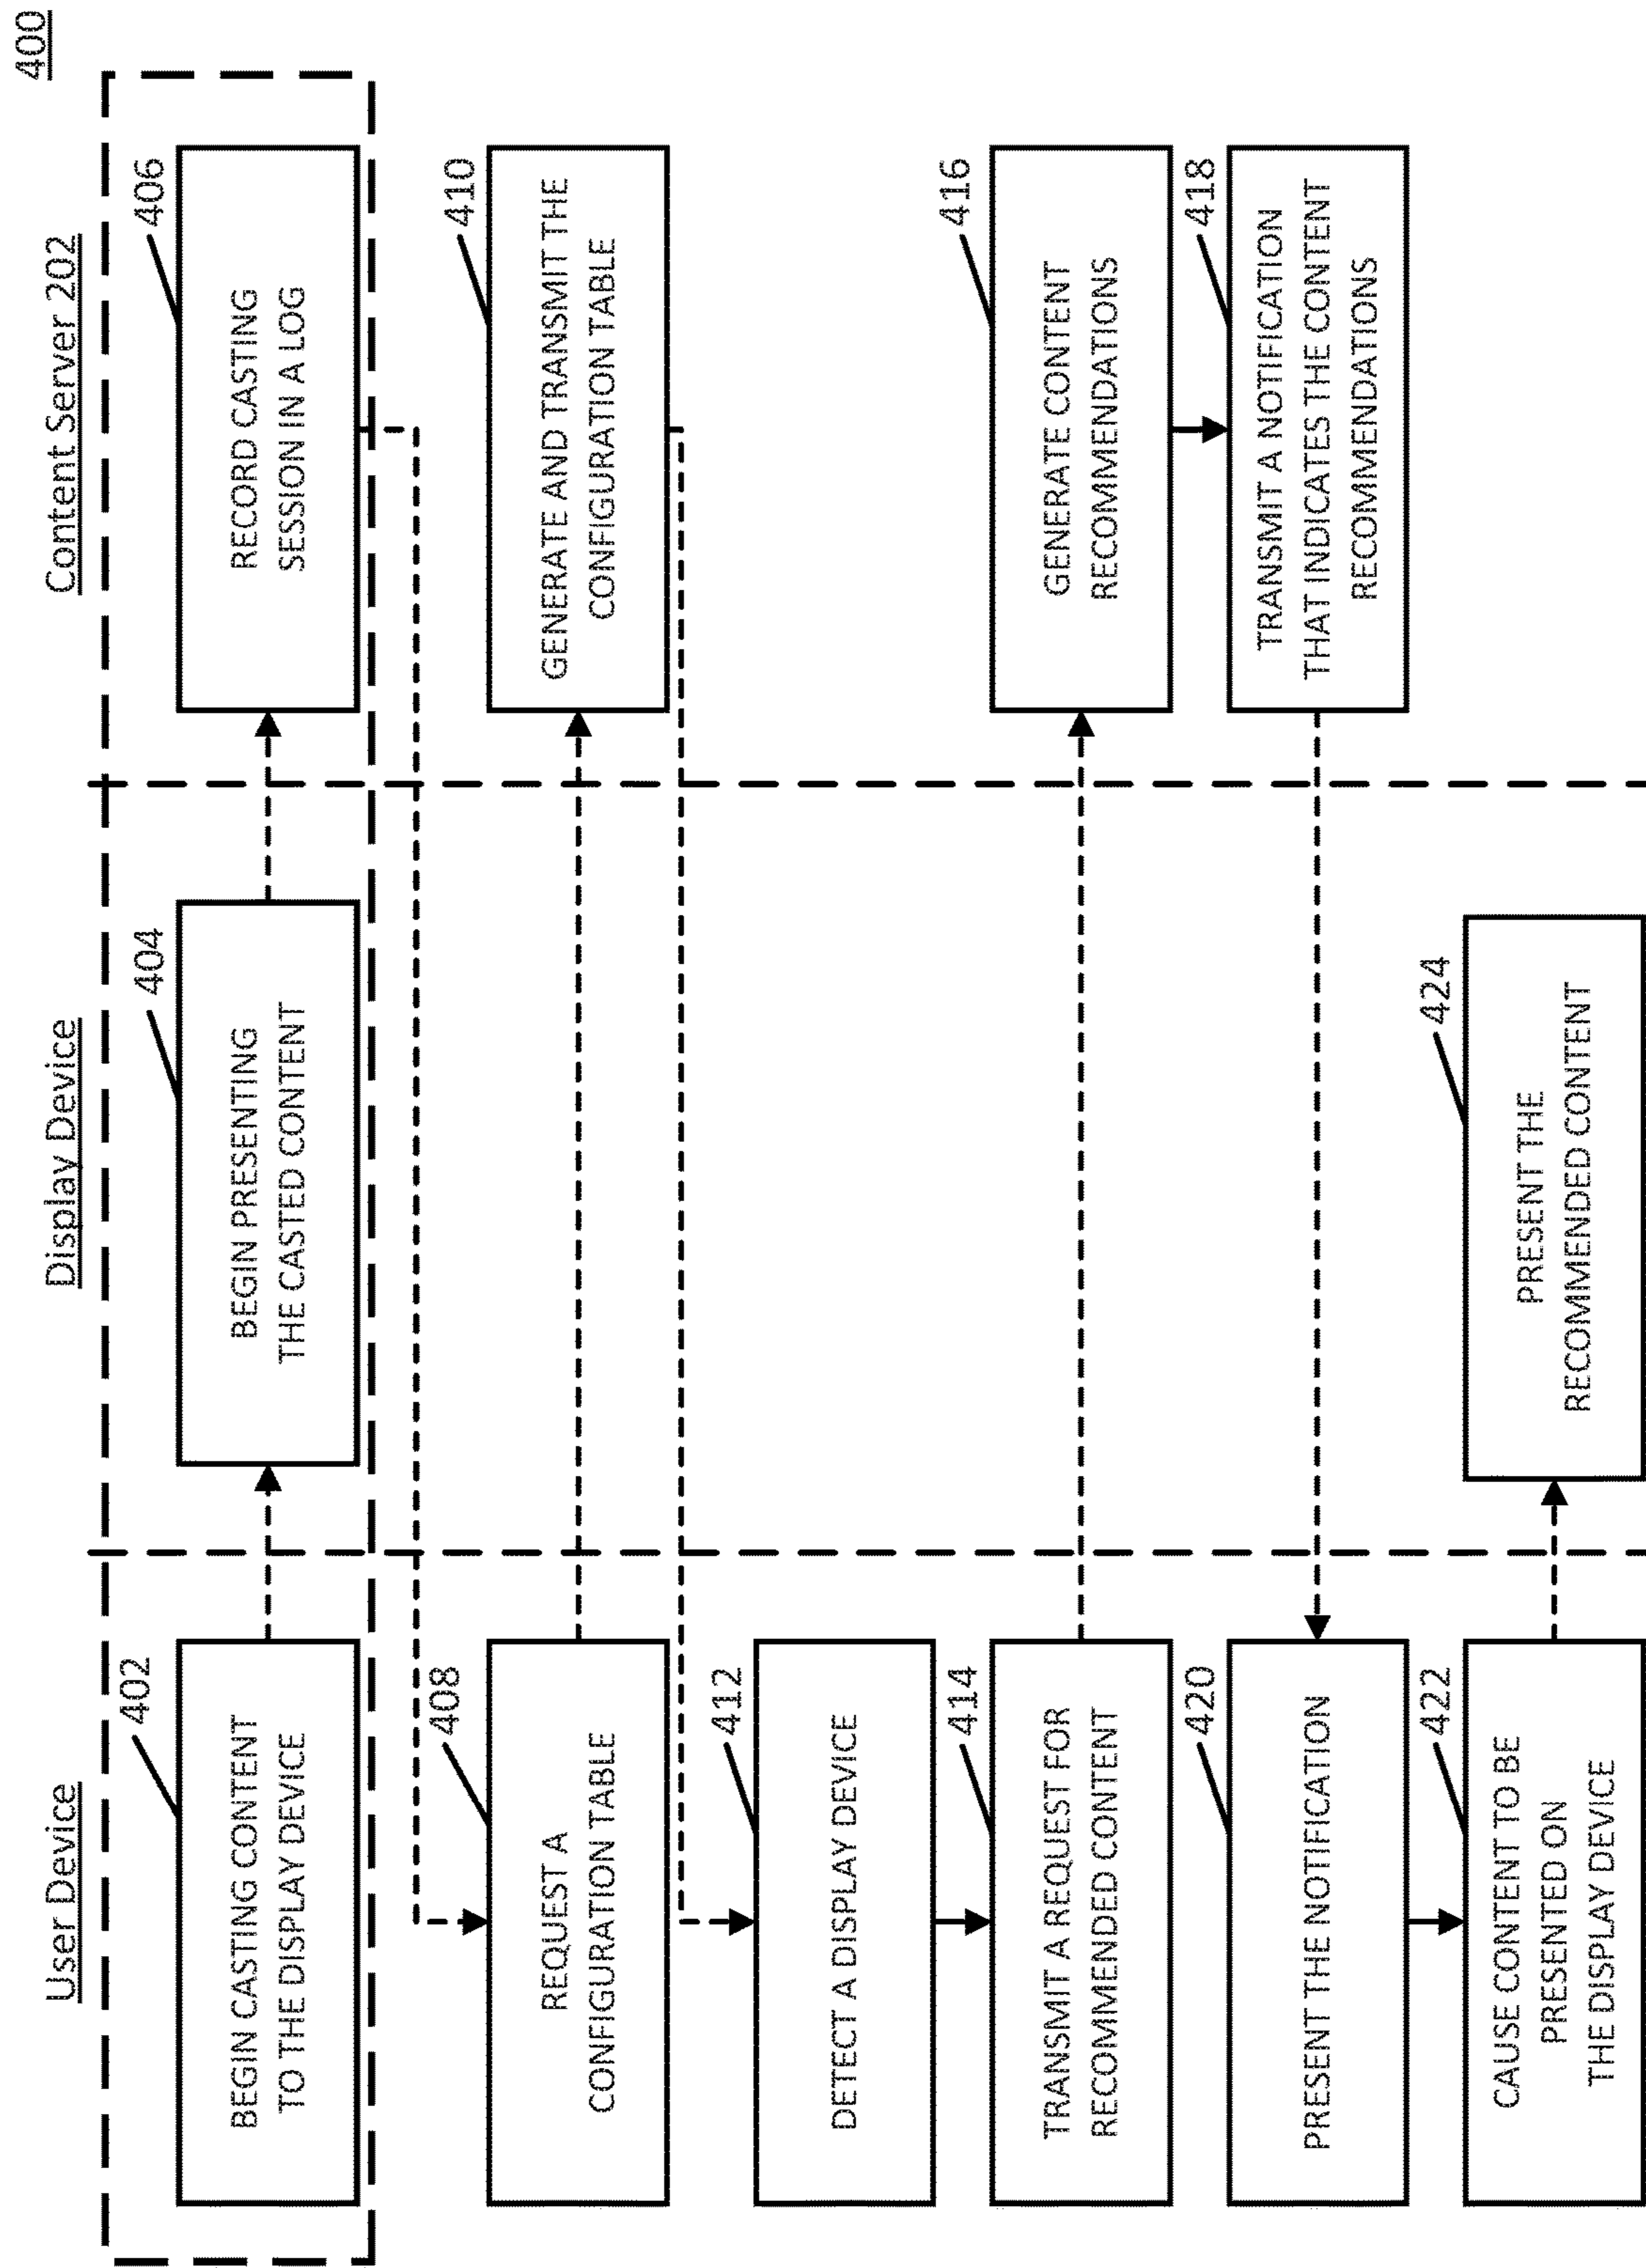 400
User Device
Display Device
Content Server 202
402
BEGIN CASTING CONTENT
TO THE DISPLAY DEVICE
404
BEGIN PRESENTING
THE CASTED CONTENT
406
RECORD CASTING
SESSION IN A LOG
408
REQUEST A
CONFIGURATION TABLE
410
GENERATE AND TRANSMIT THE
CONFIGURATION TABLE
412
DETECT A DISPLAY DEVICE
414
TRANSMIT A REQUEST FOR
RECOMMENDED CONTENT
416
GENERATE CONTENT
RECOMMENDATIONS
418
TRANSMIT A NOTIFICATION
THAT INDICATES THE CONTENT
RECOMMENDATIONS
420
PRESENT THE NOTIFICATION
422
CAUSE CONTENT TO BE
PRESENTED ON
THE DISPLAY DEVICE
424
PRESENT THE
RECOMMENDED CONTENT